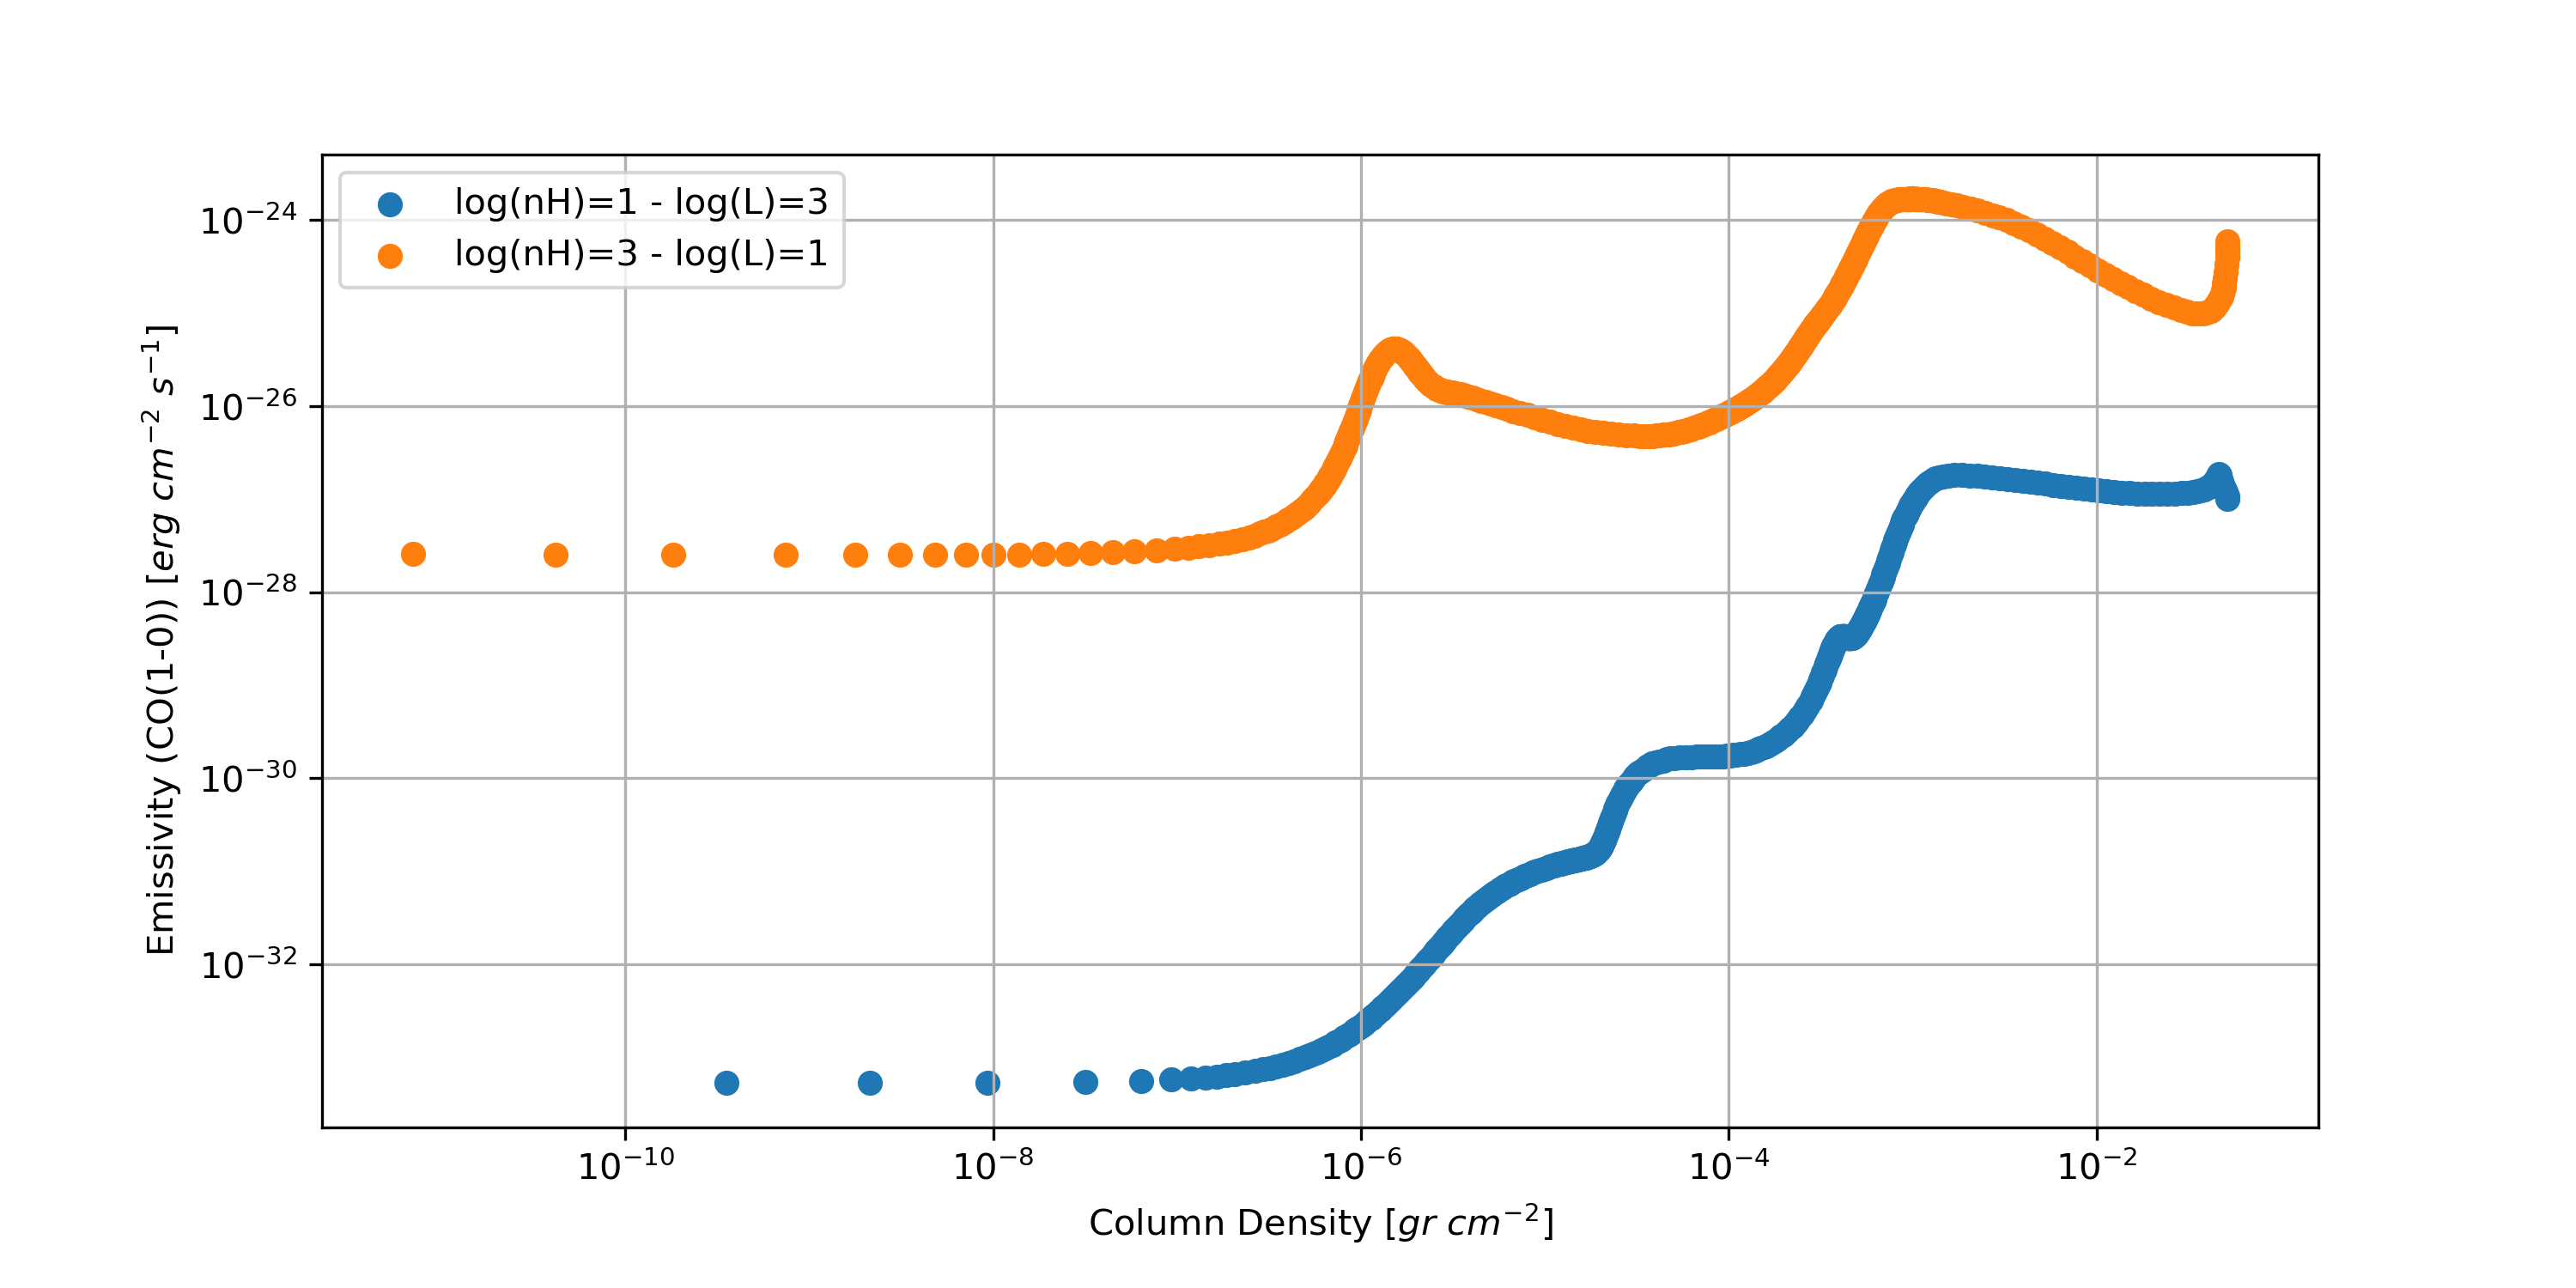 log(nH)=1 - log(L)=3
log(nH)=3 - log(L)=1
Emissivity (CO(1-0)) [erg cm⁻² s⁻¹]
10⁻²⁴
10⁻²⁶
10⁻²⁸
10⁻³⁰
10⁻³²
10⁻¹⁰ 10⁻⁸ 10⁻⁶ 10⁻⁴ 10⁻²
Column Density [gr cm⁻²]